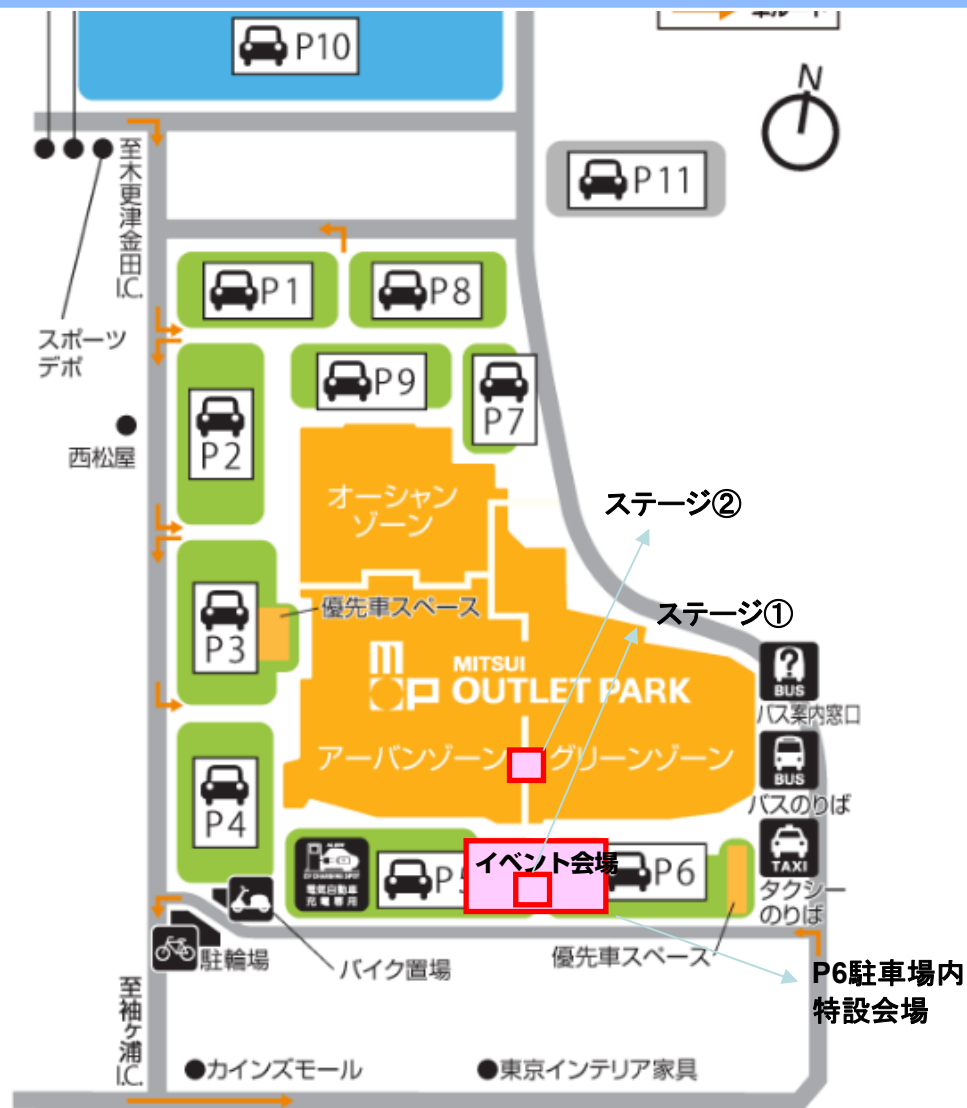 P10
N
P11
至木更津金田I.C.
P1
P8
スポーツ
デポ
P9
P7
P2
西松屋
オーシャン
ゾーン
ステージ②
優先車スペース
ステージ①
P3
MITSUI
OUTLET PARK
BUS
バス案内窓口
アーバンゾーン
グリーンゾーン
BUS
バスのりば
P4
イベント会場
電気自動車
充電専用
P5
P6
TAXI
タクシー
のりば
駐輪場
バイク置場
優先車スペース
P6駐車場内
特設会場
至袖ヶ浦I.C.
●カインズモール
●東京インテリア家具